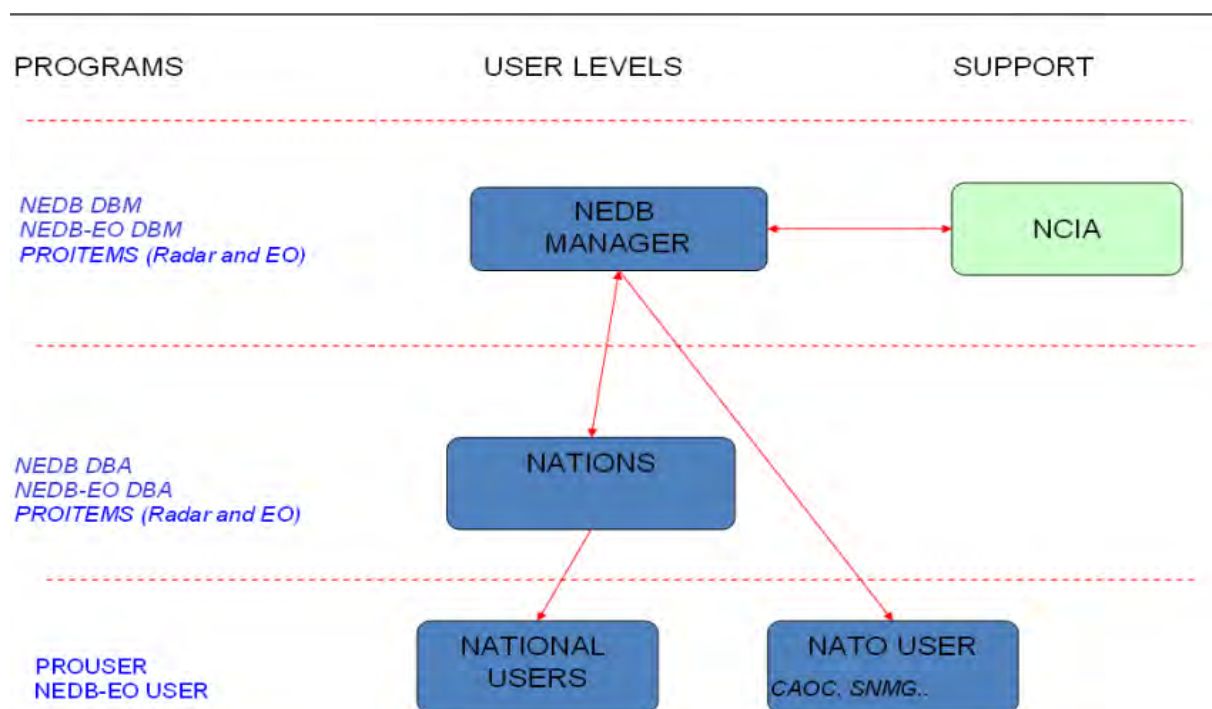 PROGRAMS
USER LEVELS
SUPPORT
NEDB DBM
NEDB-EO DBM
PROITEMS (Radar and EO)
NEDB
MANAGER
NCIA
NEDB DBA
NEDB-EO DBA
PROITEMS (Radar and EO)
NATIONS
PROUSER
NEDB-EO USER
NATIONAL
USERS
NATO USER
CAOC, SNMG..